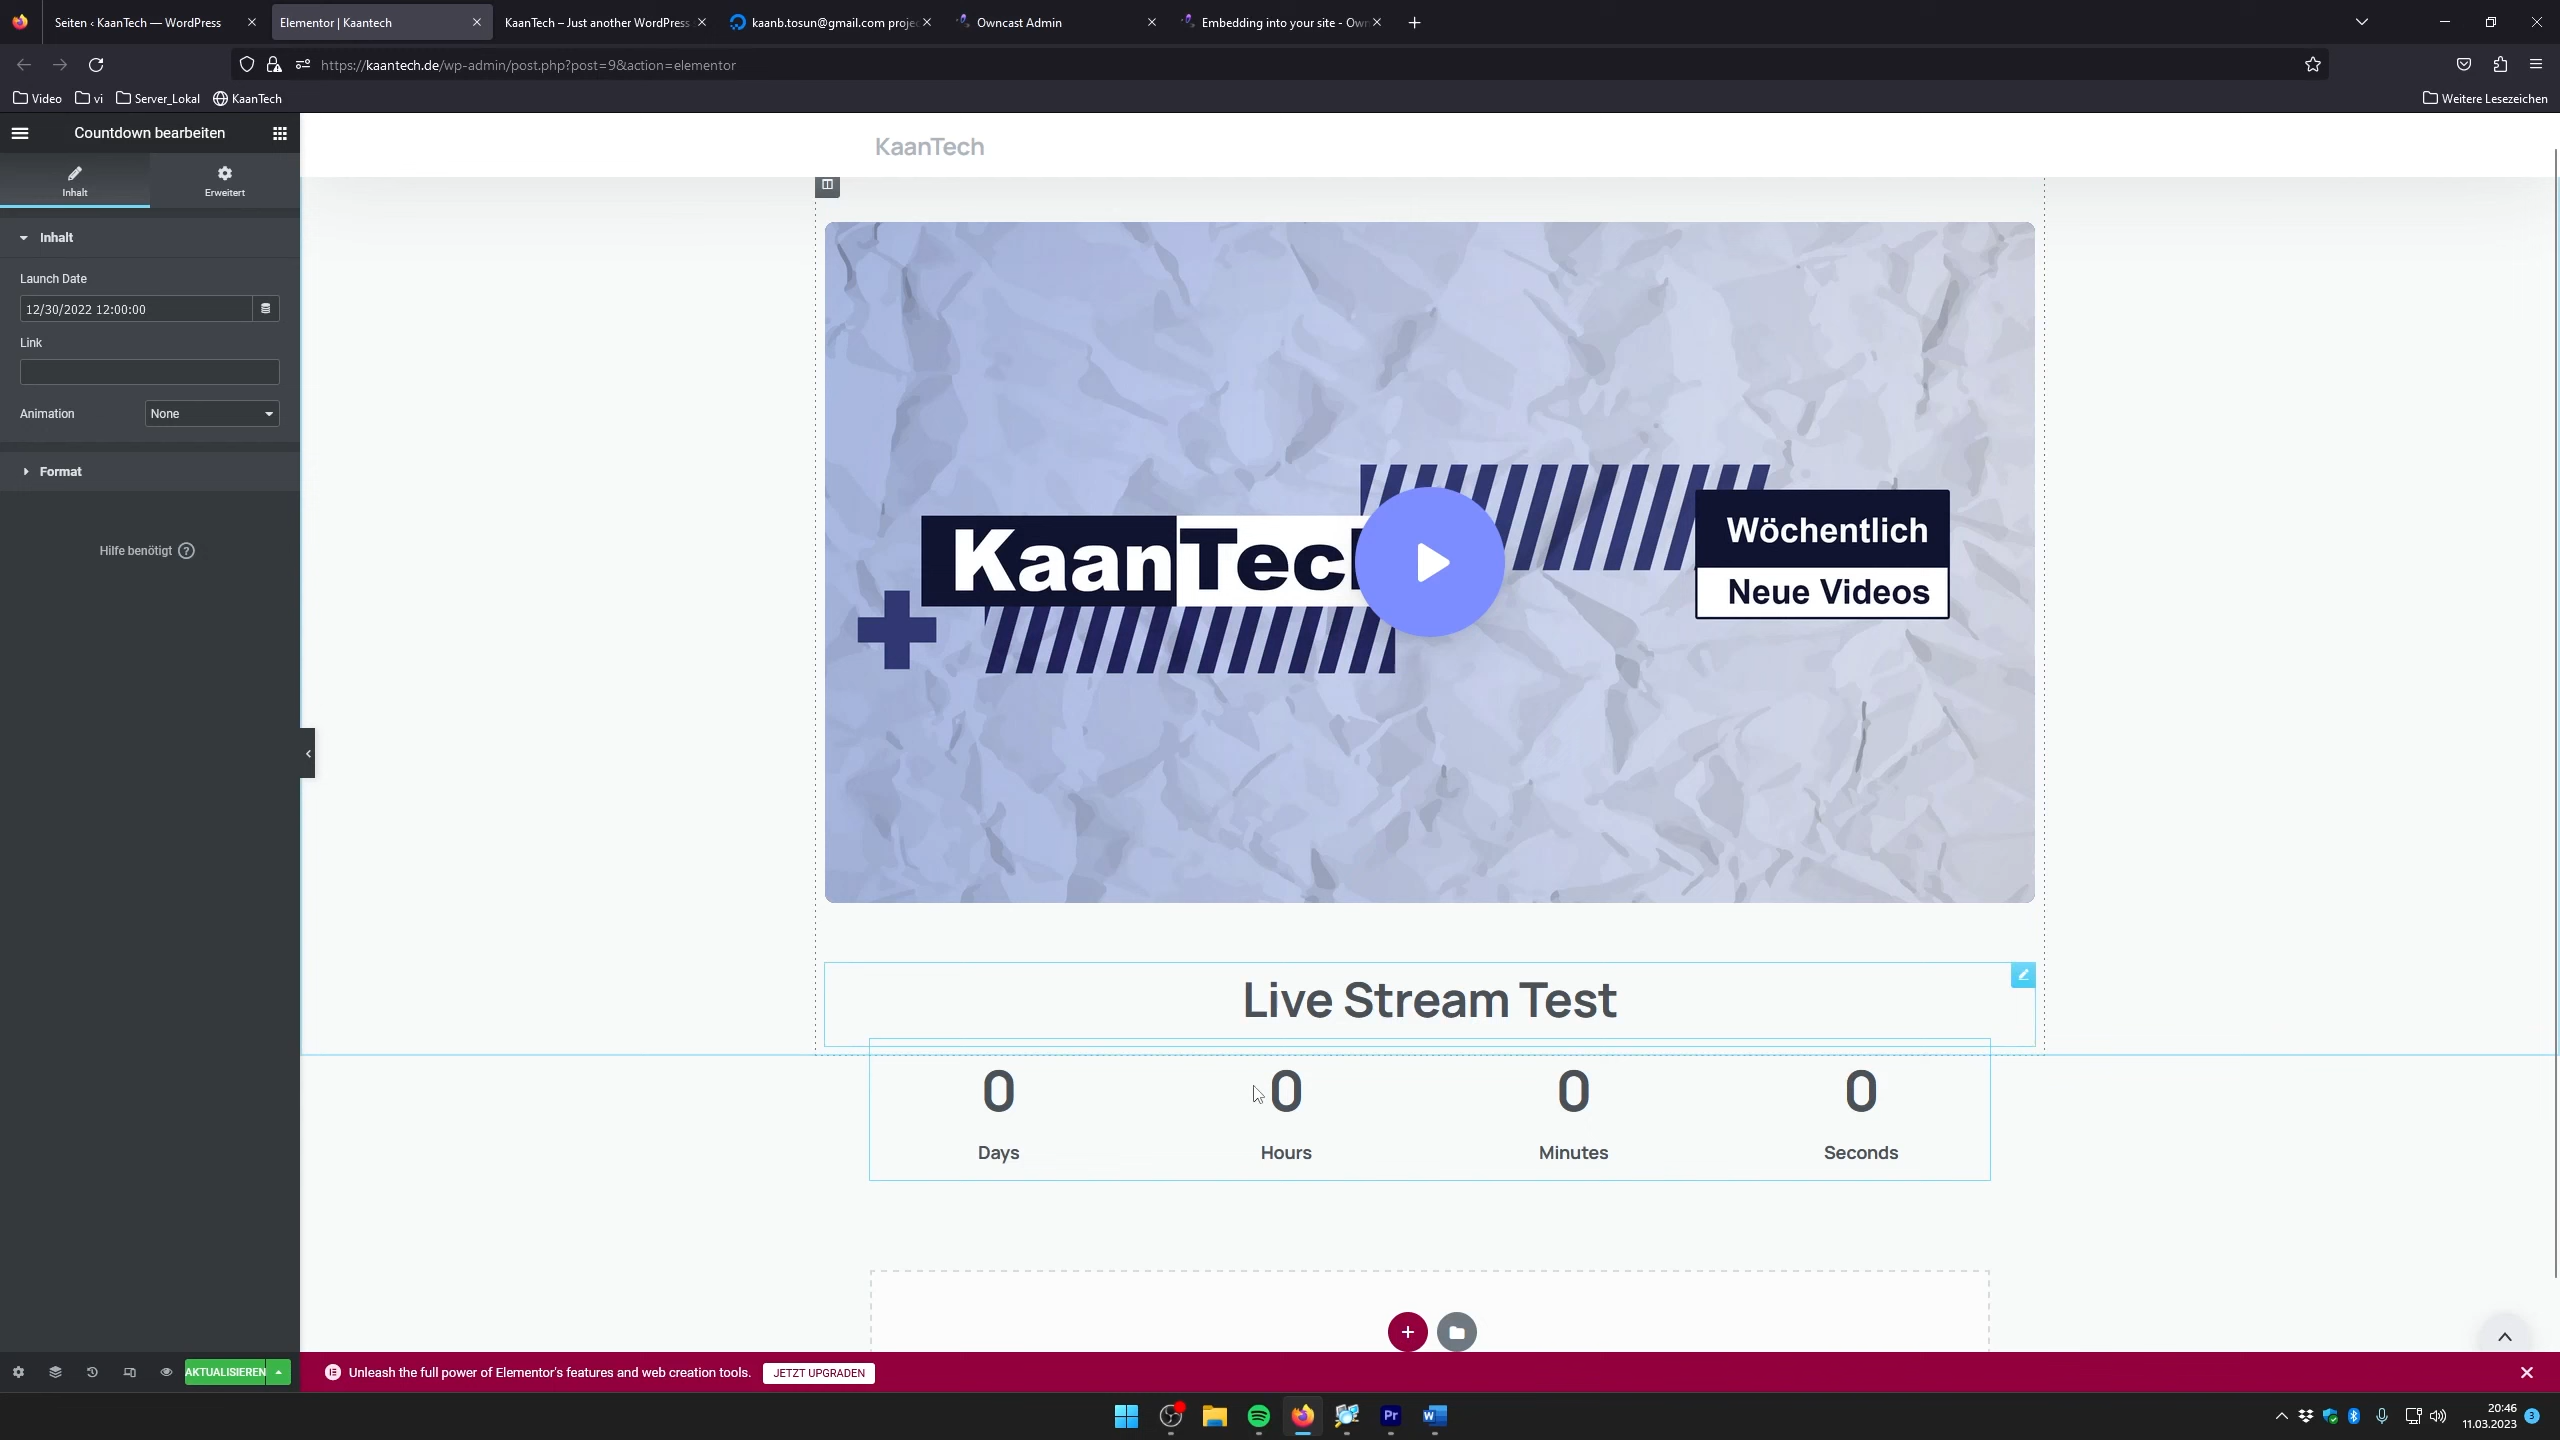 Seiten ‹ KaanTech — WordPress
Elementor | Kaantech
KaanTech – Just another WordPress
kaanb.tosun@gmail.com proje
Owncast Admin
Embedding into your site - Own
https://kaantech.de/wp-admin/post.php?post=9&action=elementor
Video
vi
Server_Lokal
KaanTech
Weitere Lesezeichen
Countdown bearbeiten
KaanTech
Inhalt
Erweitert
Inhalt
Launch Date
12/30/2022 12:00:00
Link
Animation
None
Format
Hilfe benötigt
KaanTech
Wöchentlich
Neue Videos
Live Stream Test
0 0 0 0
Days Hours Minutes Seconds
AKTUALISIEREN
Unleash the full power of Elementor's features and web creation tools.
JETZT UPGRADEN
Pr
W
20:46
11.03.2023
3